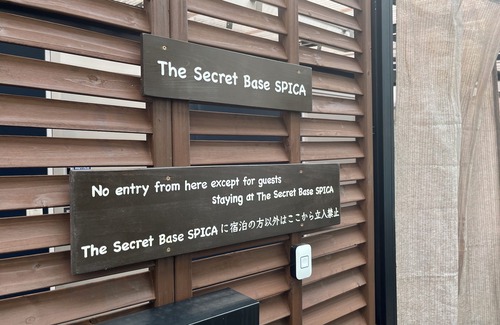 The Secret Base SPICA
No entry from here except for guests
staying at The Secret Base SPICA
The Secret Base SPICA に宿泊の方以外はここから立入禁止